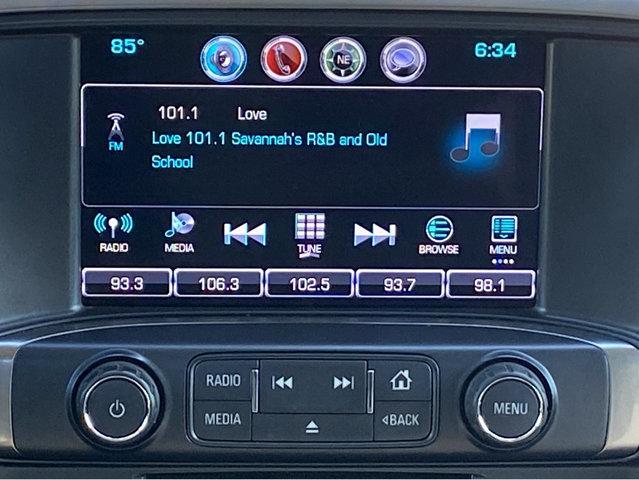 85° 6:34
NE
101.1 Love
FM
Love 101.1 Savannah's R&B and Old
School
RADIO MEDIA TUNE BROWSE MENU
93.3 106.3 102.5 93.7 98.1
RADIO
MEDIA BACK
MENU